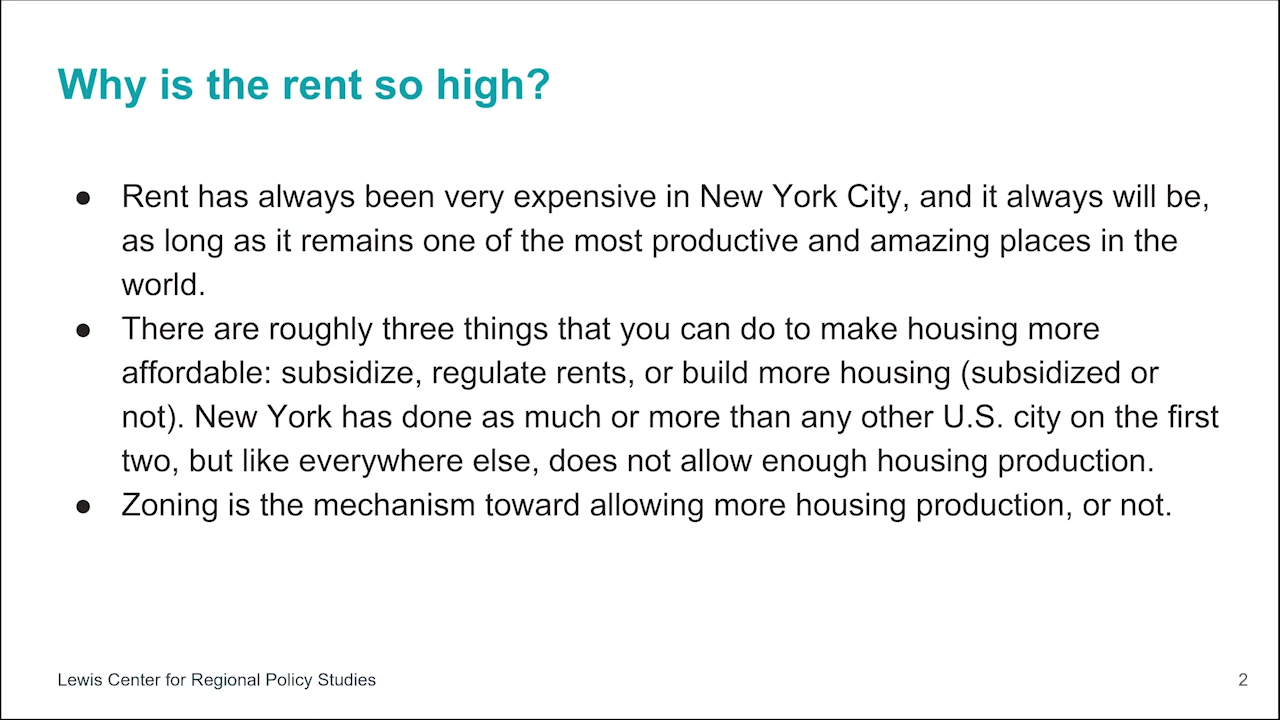 Why is the rent so high?
● Rent has always been very expensive in New York City, and it always will be,
as long as it remains one of the most productive and amazing places in the
world.
● There are roughly three things that you can do to make housing more
affordable: subsidize, regulate rents, or build more housing (subsidized or
not). New York has done as much or more than any other U.S. city on the first
two, but like everywhere else, does not allow enough housing production.
● Zoning is the mechanism toward allowing more housing production, or not.
Lewis Center for Regional Policy Studies
2